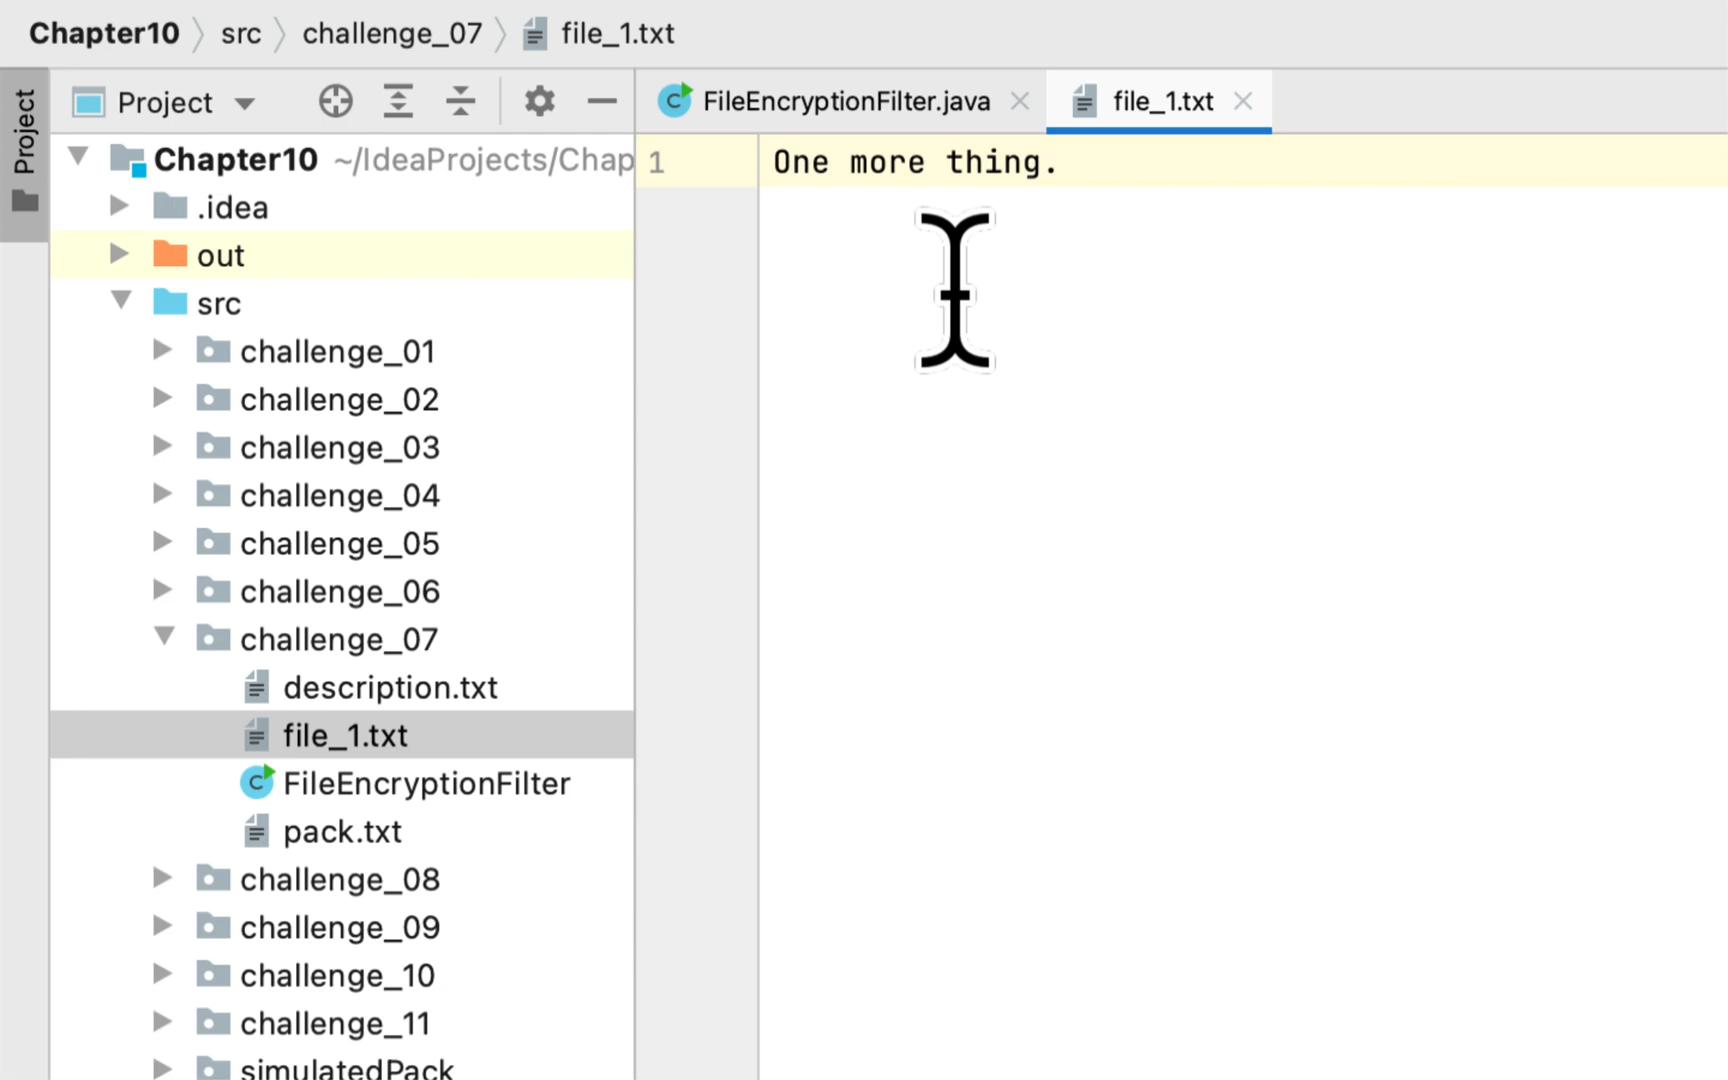 Chapter10 src challenge_07 file_1.txt
Project
Project
FileEncryptionFilter.java
file_1.txt
Chapter10 ~/IdeaProjects/Chap
.idea
out
src
challenge_01
challenge_02
challenge_03
challenge_04
challenge_05
challenge_06
challenge_07
description.txt
file_1.txt
FileEncryptionFilter
pack.txt
challenge_08
challenge_09
challenge_10
challenge_11
simulatedPack
1 One more thing.